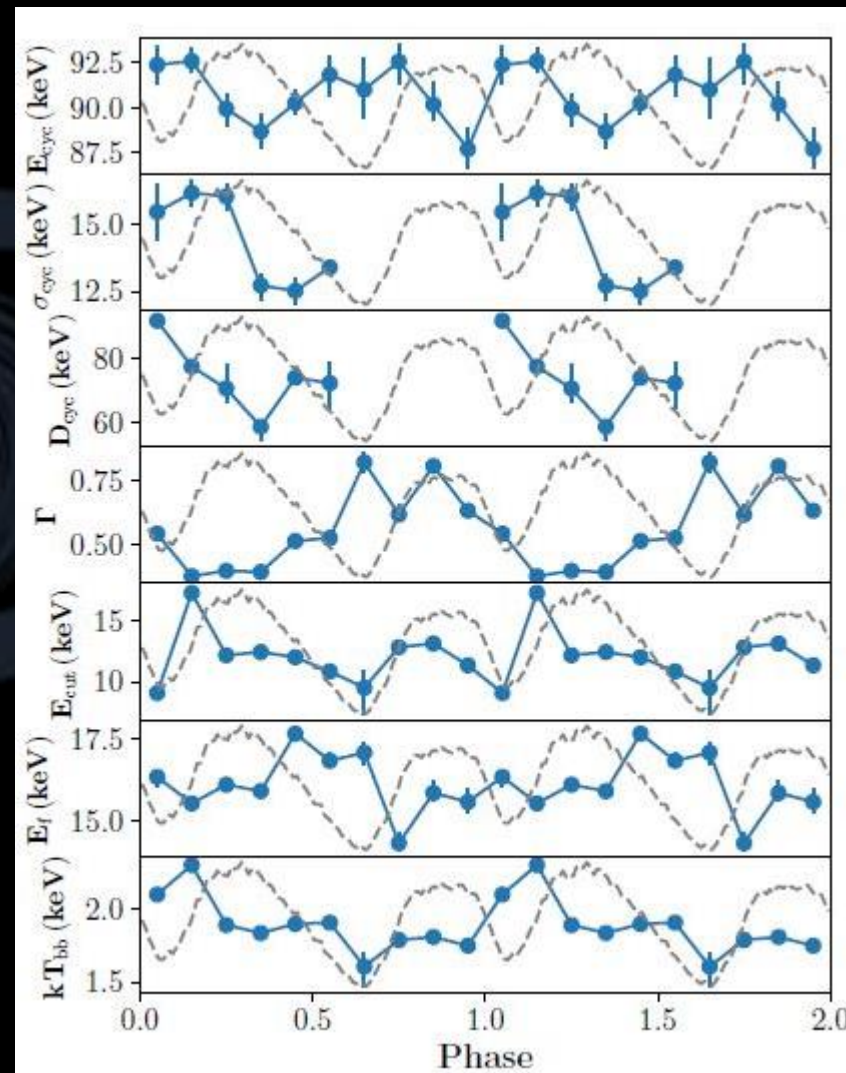 92.5
90.0
87.5
E_cyc (keV)
15.0
12.5
σ_cyc (keV)
80
60
D_cyc (keV)
0.75
0.50
Γ
15
10
E_cut (keV)
17.5
15.0
E_f (keV)
2.0
1.5
kT_bb (keV)
0.0 0.5 1.0 1.5 2.0
Phase